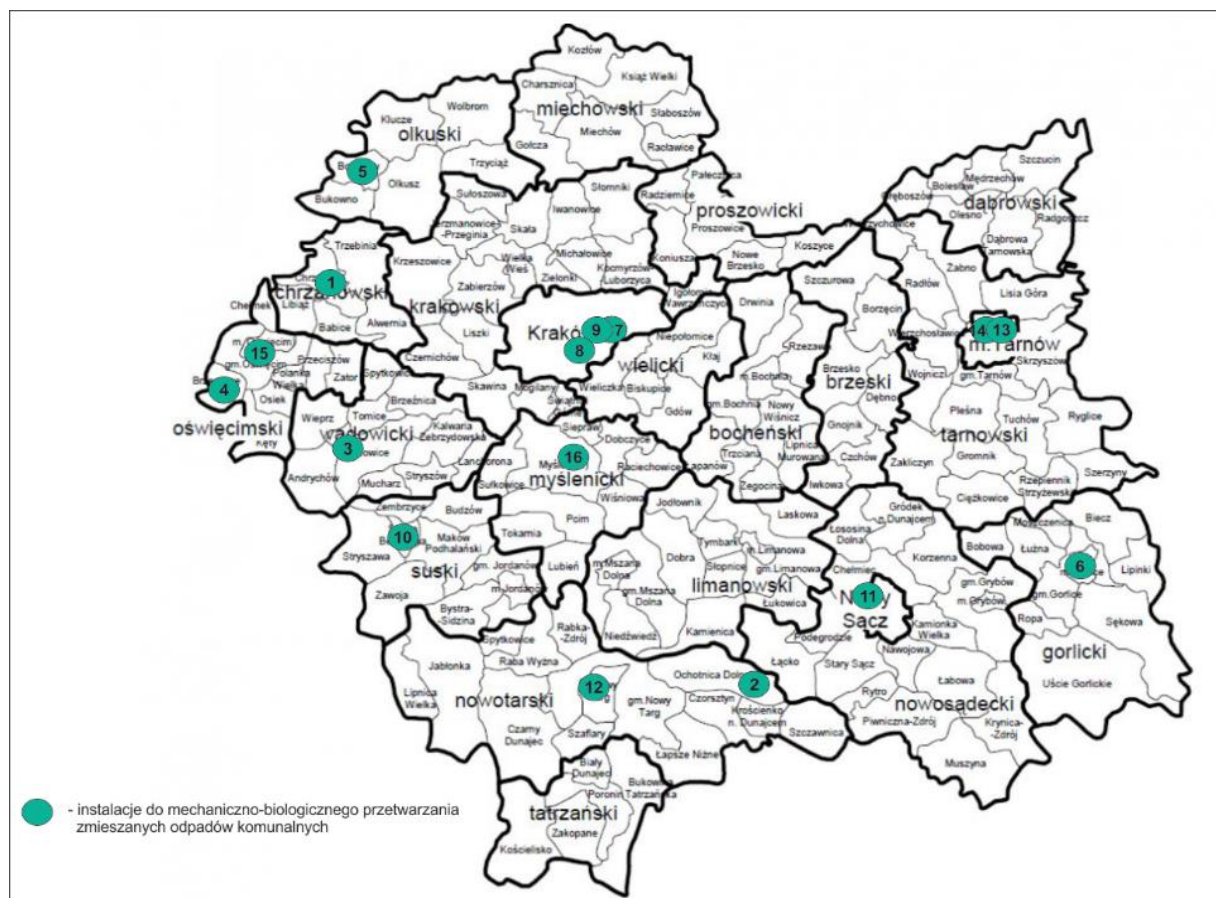 Kozłów
Książ Wielki
Charsznica
miechowski
Słaboszów
Miechów
Racławice
Gołcza
Wolbrom
Klucze
olkuski
Trzyciąż
5
Olkusz
Bukowno
Sułoszowa
Słomniki
Iwanowice
Skała
Krzeszowice
Wielka
Wieś
Michałowice
Zielonki
Kocmyrzów-
Luborzyca
Zabierzów
krakowski
Liszki
Czernichów
Skawina
Mogilany
Radziemice
proszowicki
Proszowice
Koniusza
Nowe
Brzesko
Koszyce
Szczucin
Mędrzechów
Bolesław
dąbrowski
Olesno
Radgoszcz
Dąbrowa
Tarnowska
Trzebinia
1
chrzanowski
Libiąż
Babice
Alwernia
15
Przeciszów
Polanka
Wielka
Zator
4
Osiek
oświęcimski
Kęty
9
7
8
Niepołomice
wielicki
Kłaj
Wieliczka
Biskupice
Gdów
Drwinia
Rzezawa
m.Bochnia
gm.Bochnia
Nowy
Wiśnicz
bocheński
Lipnica
Murowana
Trzciana
Żegocina
Łapanów
Szczurowa
Borzęcin
Brzesko
brzeski
Dębno
Gnojnik
Czchów
Iwkowa
Radłów
Żabno
Lisia Góra
13
m.Tarnów
Skrzyszów
Wojnicz
gm.Tarnów
Pleśna
Tuchów
Ryglice
tarnowski
Gromnik
Zakliczyn
Szerzyny
Rzepiennik
Strzyżewski
Ciężkowice
Spytkowice
Brzeźnica
Wieprz
Tomice
wadowicki
Kalwaria
Zebrzydowska
3
Andrychów
Stryszów
Mucharz
Lanckorona
Siepraw
Dobczyce
16
Raciechowice
myślenicki
Sułkowice
Wiśniowa
Pcim
Tokarnia
Lubień
Zembrzyce
Budzów
10
Maków
Podhalański
Stryszawa
suski
gm.Jordanów
m.Jordanów
Zawoja
Bystra-
-Sidzina
Jodłownik
Laskowa
Tymbark
m.Limanowa
Dobra
Słopnice
gm.Limanowa
m.Mszana
Dolna
limanowski
gm.Mszana
Dolna
Łukowica
Niedźwiedź
Kamienica
Gródek
n.Dunajcem
Łososina
Dolna
Korzenna
Chełmiec
gm.Grybów
m.Grybów
11
Sącz
Kamionka
Wielka
Podegrodzie
Nawojowa
Łącko
Stary Sącz
Łabowa
Rytro
nowosądecki
Piwniczna-Zdrój
Krynica-
-Zdrój
Muszyna
Bobowa
Moszczenica
Biecz
Łużna
6
Lipinki
gm.Gorlice
Ropa
Sękowa
gorlicki
Uście Gorlickie
Rabka-
Zdrój
Spytkowice
Raba Wyżna
Jabłonka
Lipnica
Wielka
nowotarski
12
gm.Nowy
Targ
Ochotnica Dolna
2
Czorsztyn
Krościenko
n. Dunajcem
Szczawnica
Czarny
Dunajec
Szaflary
Łapsze Niżne
Biały
Dunajec
Poronin
tatrzański
Zakopane
Kościelisko
- instalacje do mechaniczno-biologicznego przetwarzania
zmieszanych odpadów komunalnych